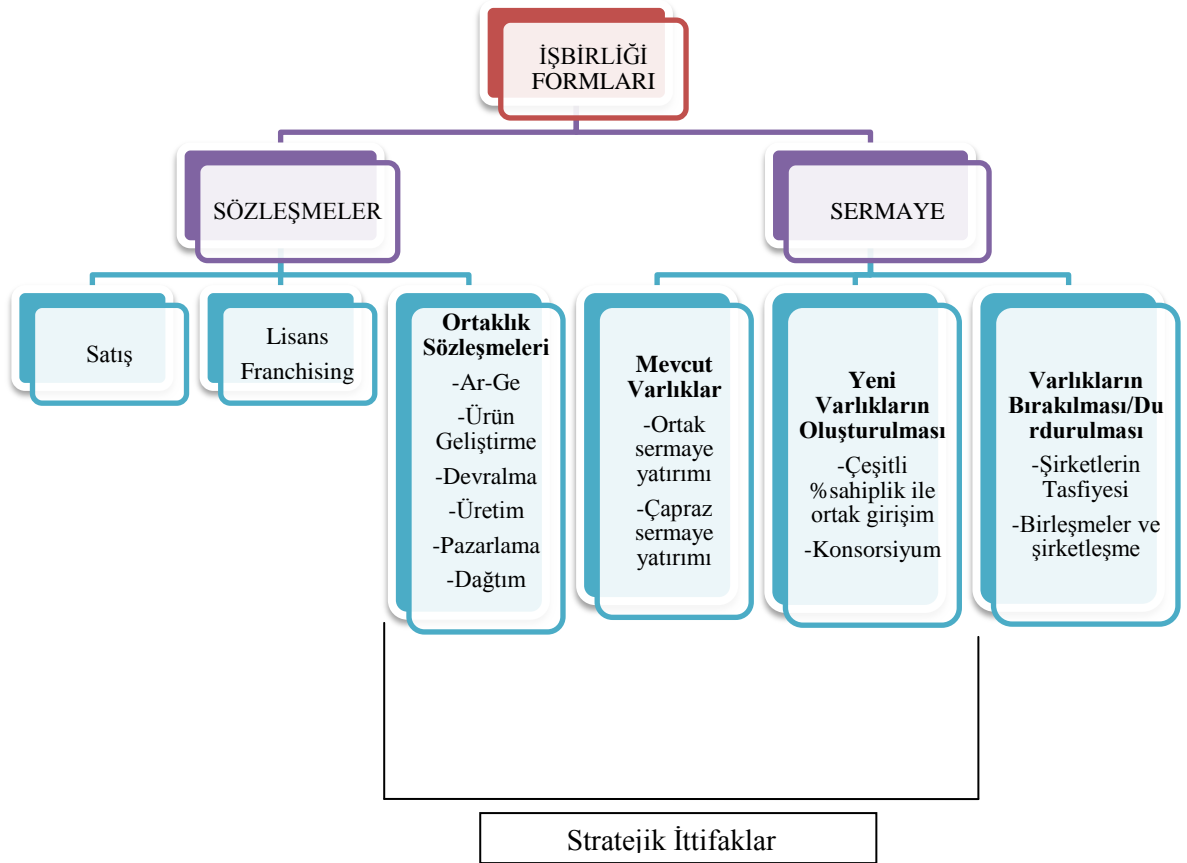 İŞBİRLİĞİ
FORMLARI
SÖZLEŞMELER
SERMAYE
Satış
Lisans
Franchising
Ortaklık
Sözleşmeleri
-Ar-Ge
-Ürün
Geliştirme
-Devralma
-Üretim
-Pazarlama
-Dağtım
Mevcut
Varlıklar
-Ortak
sermaye
yatırımı
-Çapraz
sermaye
yatırımı
Yeni
Varlıkların
Oluşturulması
-Çeşitli
%sahiplik ile
ortak girişim
-Konsorsiyum
Varlıkların
Bırakılması/Du
rdurulması
-Şirketlerin
Tasfiyesi
-Birleşmeler ve
şirketleşme
Stratejik İttifaklar